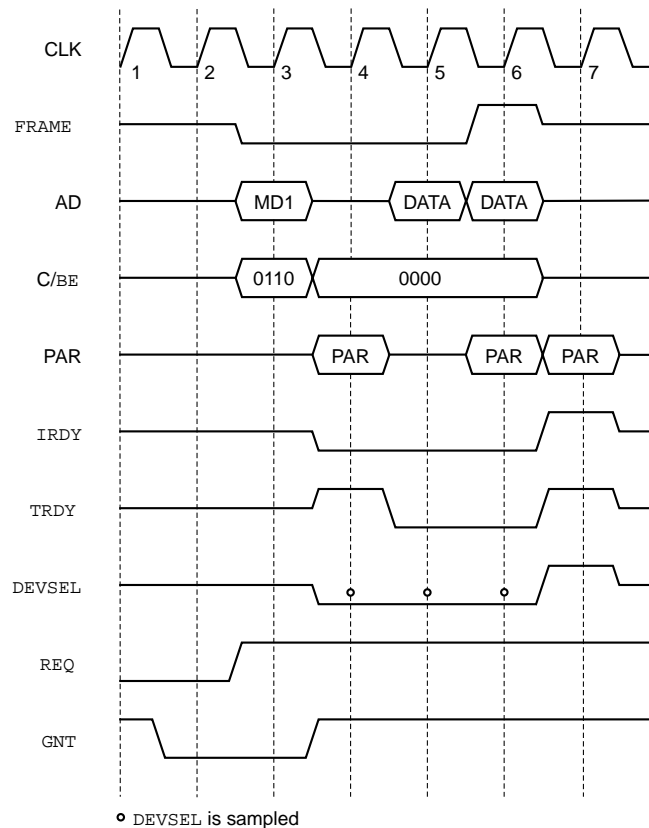 CLK
1 2 3 4 5 6 7
FRAME
AD MD1 DATA DATA
C/BE 0110 0000
PAR PAR PAR PAR
IRDY
TRDY
DEVSEL
REQ
GNT
DEVSEL is sampled